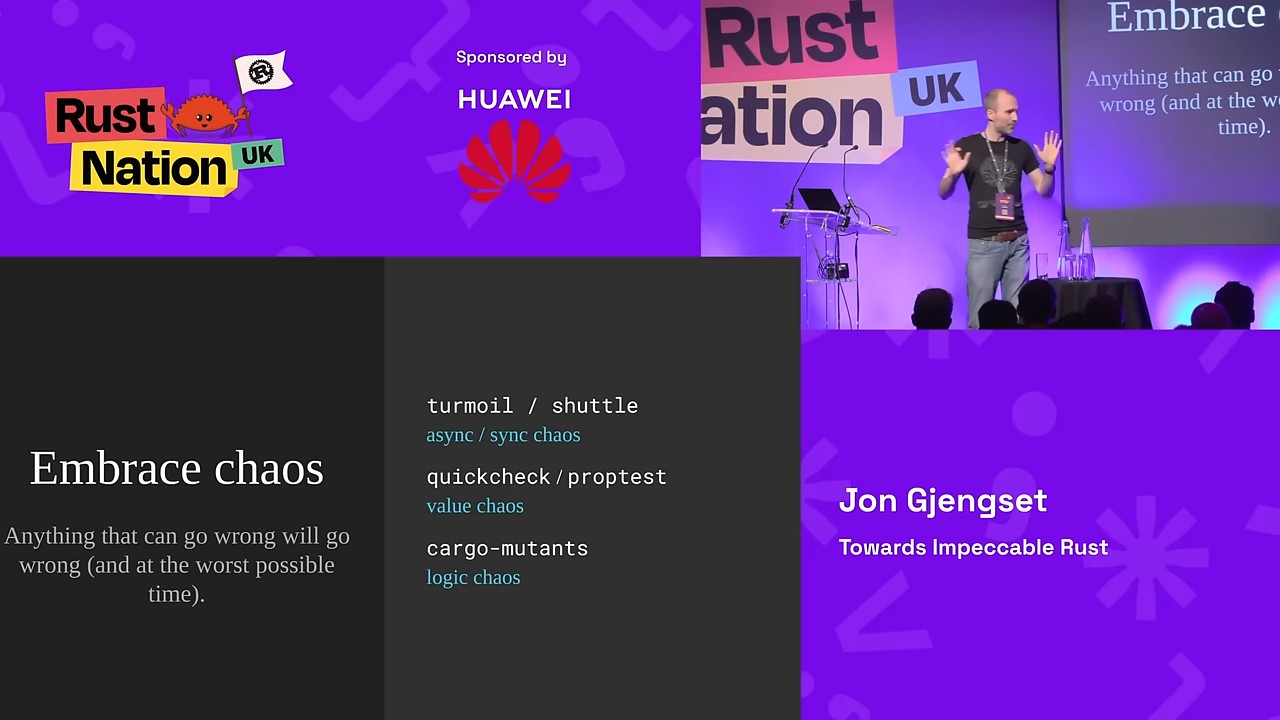 Rust
Nation
UK
Sponsored by
HUAWEI
Rust
ation
UK
Embrace
Anything that can go
wrong (and at the wo
time).
Embrace chaos
Anything that can go wrong will go
wrong (and at the worst possible
time).
turmoil / shuttle
async / sync chaos
quickcheck / proptest
value chaos
cargo-mutants
logic chaos
Jon Gjengset
Towards Impeccable Rust